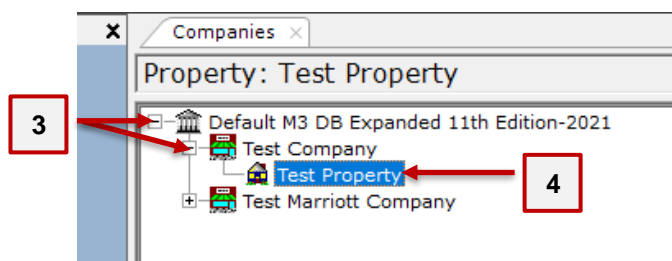 Companies
Property: Test Property
3
Default M3 DB Expanded 11th Edition-2021
Test Company
Test Property
4
Test Marriott Company